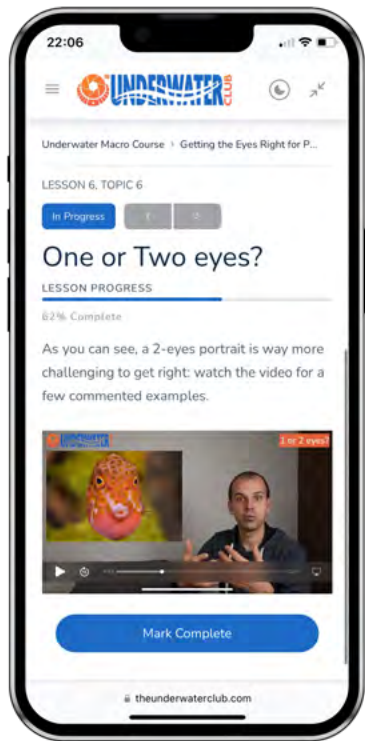 22:06
UNDERWATER CLUB
Underwater Macro Course > Getting the Eyes Right for P...
LESSON 6, TOPIC 6
In Progress
One or Two eyes?
LESSON PROGRESS
62% Complete
As you can see, a 2-eyes portrait is way more
challenging to get right: watch the video for a
few commented examples.
UNDERWATER
1 or 2 eyes?
Mark Complete
theunderwaterclub.com